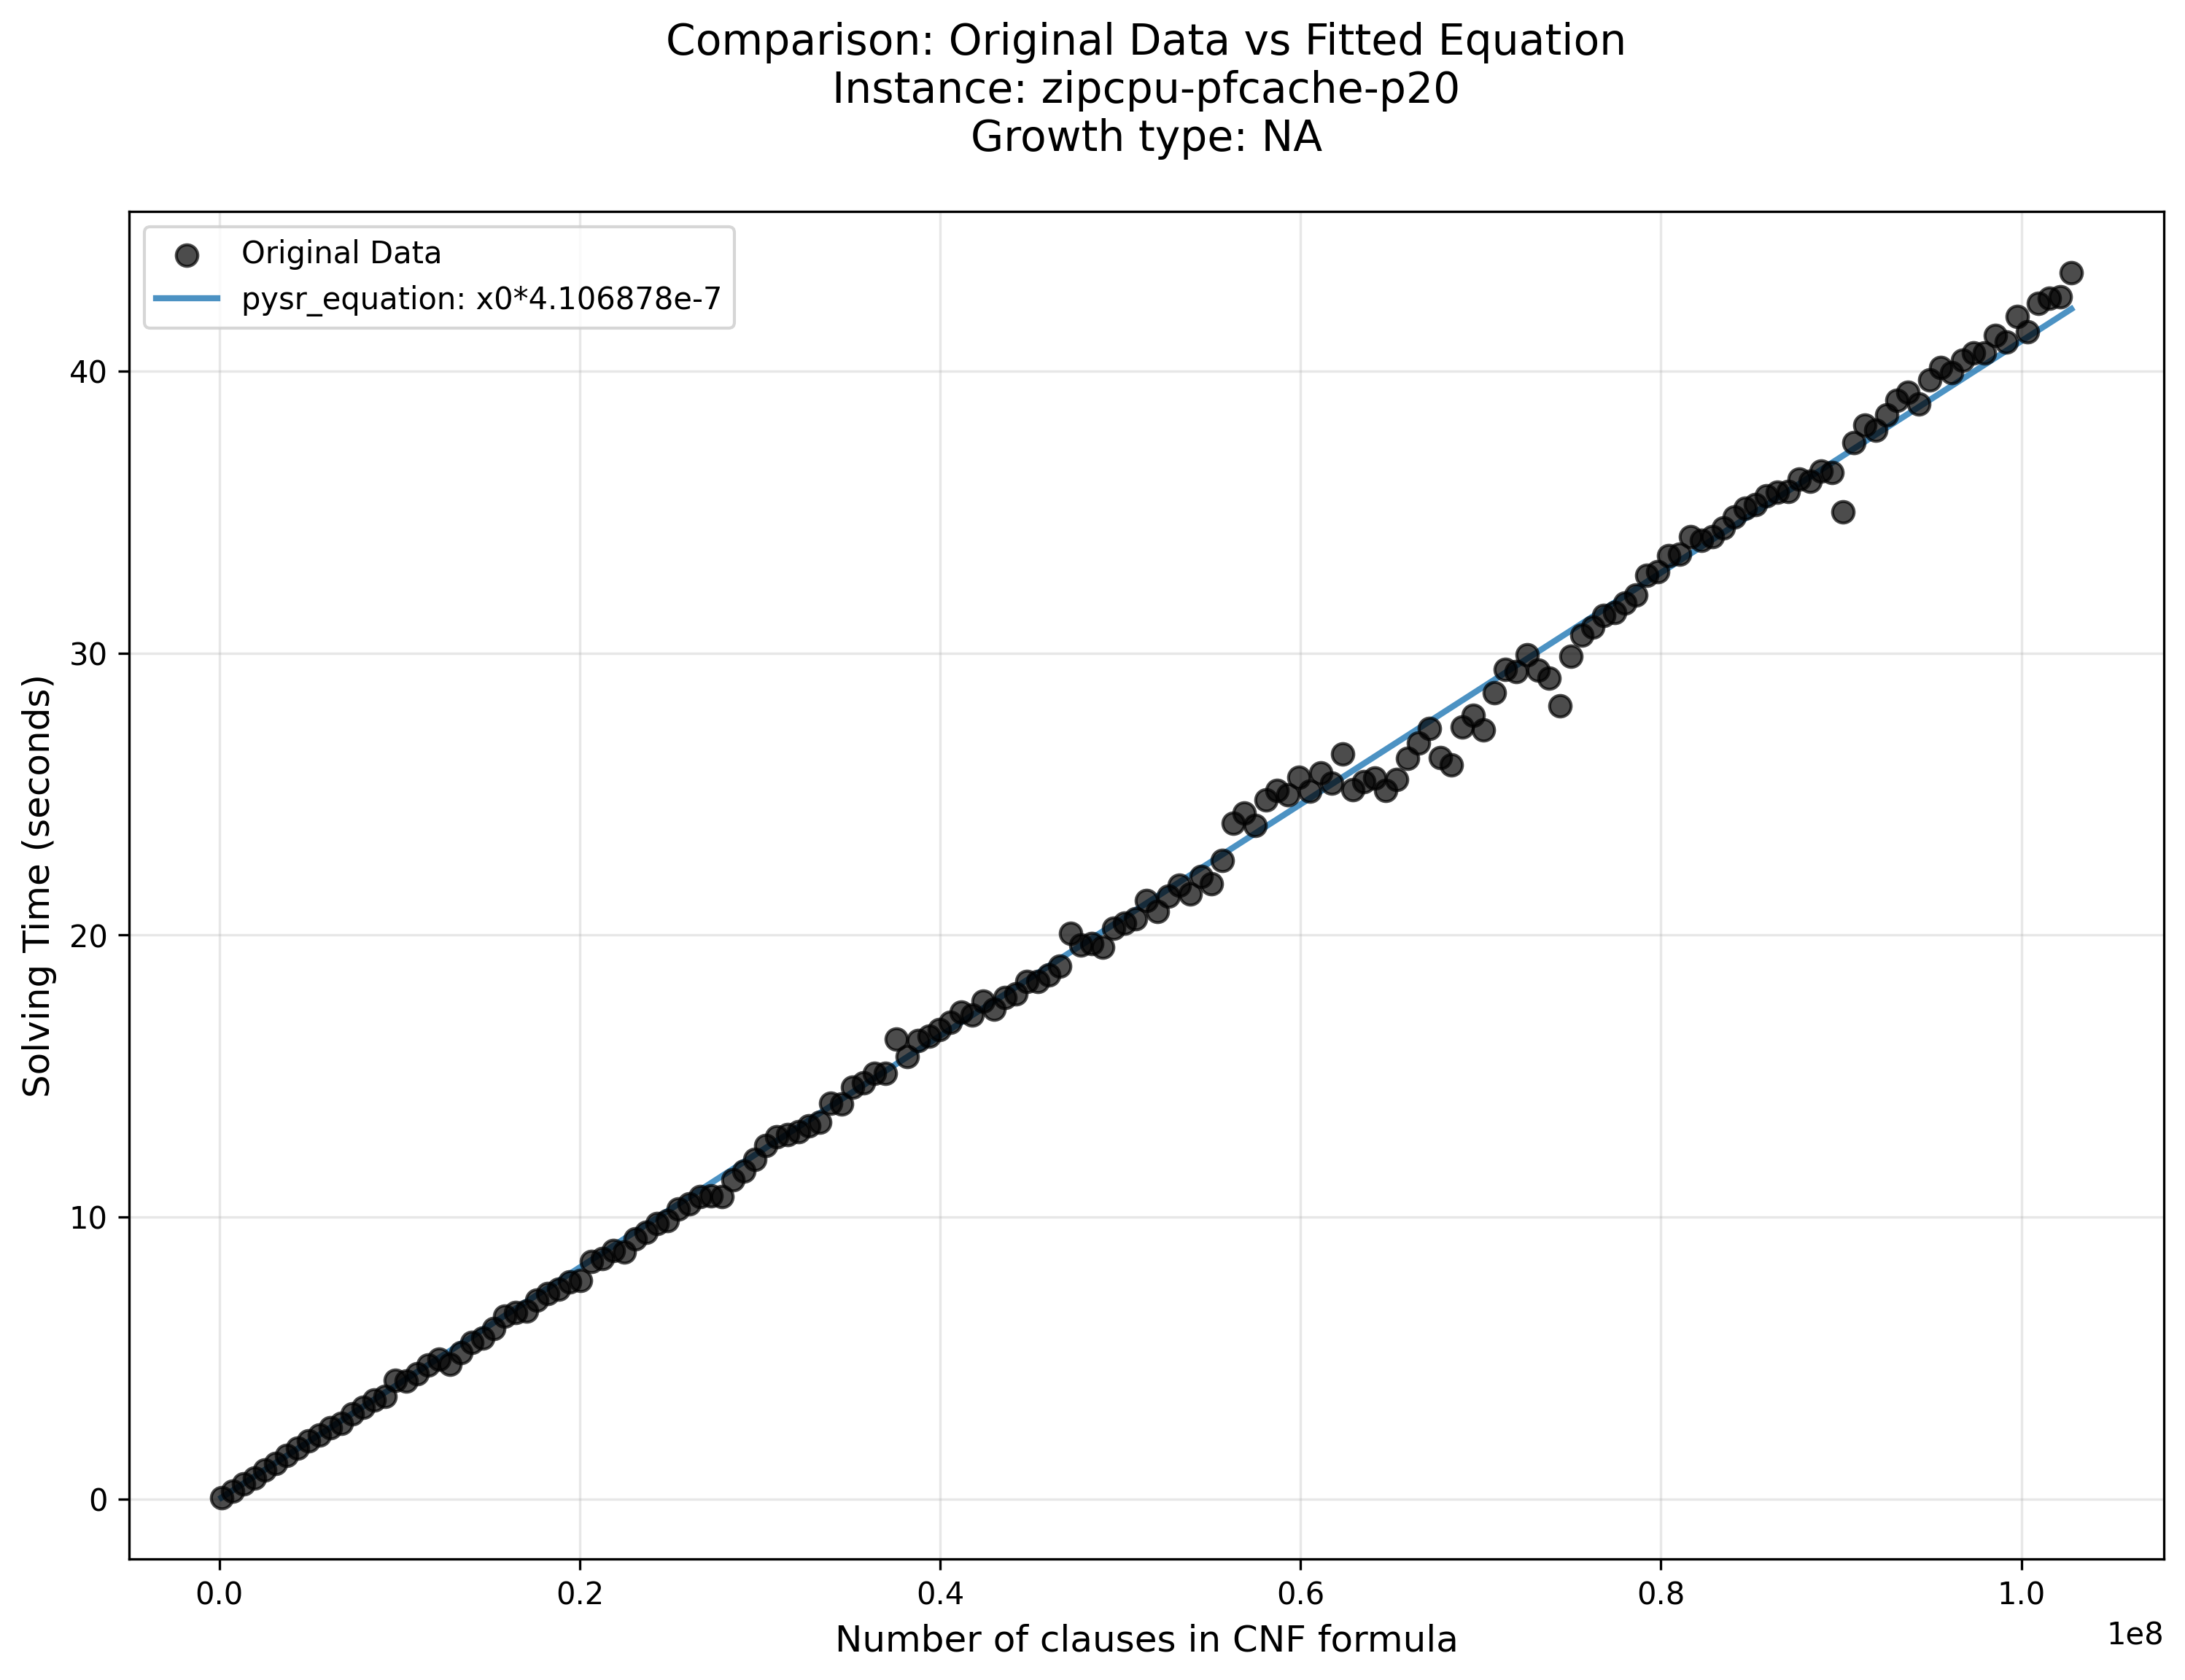 Comparison: Original Data vs Fitted Equation
Instance: zipcpu-pfcache-p20
Growth type: NA
Original Data
pysr_equation: x0*4.106878e-7
Solving Time (seconds)
40
30
20
10
0
0.0 0.2 0.4 0.6 0.8 1.0
1e8
Number of clauses in CNF formula